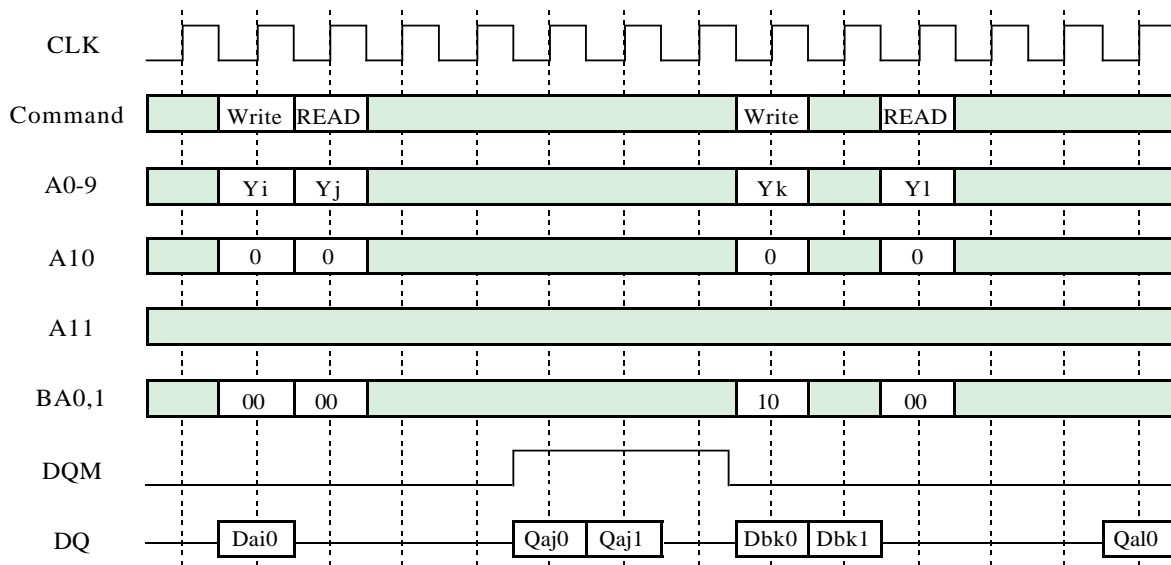 CLK
Command Write READ Write READ
A0-9 Yi Yj Yk Yl
A10 0 0 0 0
A11
BA0,1 00 00 10 00
DQM
DQ Dai0 Qaj0 Qaj1 Dbk0 Dbk1 Qal0